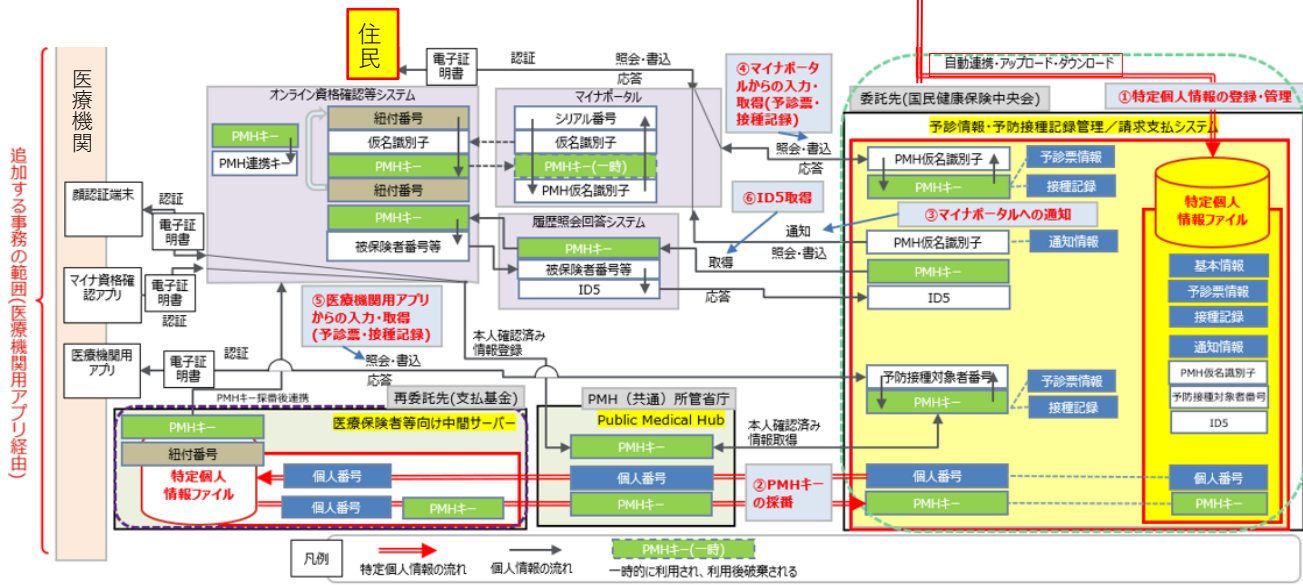 住
民
自動連携・アップロード・ダウンロード
委託先(国民健康保険中央会)
①特定個人情報の登録・管理
予診情報・予防接種記録管理／請求支払システム
電子証
明書
認証
照会・書込
応答
④マイナポータ
ルからの入力・
取得(予診票・
接種記録)
照会・書込
応答
医療機関
追加する事務の範囲(医療機関用アプリ経由)
オンライン資格確認等システム
PMHキー
PMH連携キー
紐付番号
仮名識別子
PMHキー
紐付番号
PMHキー
被保険者番号等
マイナポータル
シリアル番号
仮名識別子
PMHキー(一時)
PMH仮名識別子
履歴照会回答システム
PMHキー
被保険者番号等
ID5
⑥ID5取得
③マイナポータルへの通知
通知
照会・書込
取得
応答
PMH仮名識別子
PMHキー
予診票情報
接種記録
PMH仮名識別子
通知情報
PMHキー
ID5
予防接種対象者番号
PMHキー
予診票情報
接種記録
個人番号
PMHキー
特定個人
情報ファイル
基本情報
予診票情報
接種記録
通知情報
PMH仮名識別子
予防接種対象者番号
ID5
個人番号
PMHキー
顔認証端末
認証
電子証
明書
マイナ資格確
認アプリ
電子証
明書
認証
医療機関用
アプリ
電子証
明書
認証
⑤医療機関用アプリ
からの入力・取得
(予診票・接種記録)
照会・書込
応答
本人確認済み
情報登録
PMHキー採番後連携
再委託先(支払基金)
医療保険者等向け中間サーバー
PMHキー
紐付番号
特定個人
情報ファイル
個人番号
個人番号
PMHキー
PMH（共通）所管省庁
Public Medical Hub
PMHキー
個人番号
PMHキー
本人確認済み
情報取得
②PMHキー
の採番
凡例
特定個人情報の流れ
個人情報の流れ
PMHキー(一時)
一時的に利用され、利用後破棄される